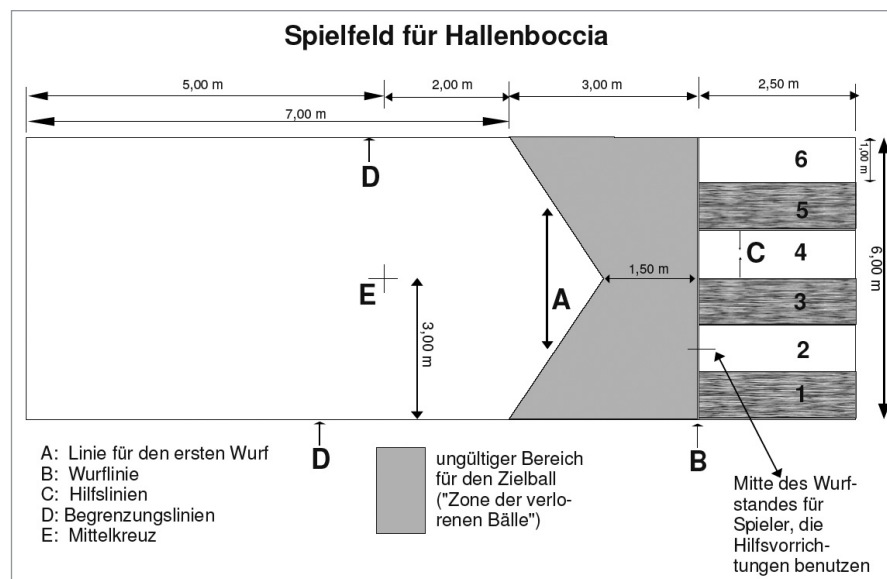 Spielfeld für Hallenboccia
5,00 m
2,00 m
3,00 m
2,50 m
7,00 m
D
6
1,00 m
5
A
C
4
6,00 m
E
1,50 m
3
3,00 m
2
1
D
B
A: Linie für den ersten Wurf
B: Wurflinie
C: Hilfslinien
D: Begrenzungslinien
E: Mittelkreuz
ungültiger Bereich
für den Zielball
("Zone der verlo-
renen Bälle")
Mitte des Wurf-
standes für
Spieler, die
Hilfsvorrich-
tungen benutzen